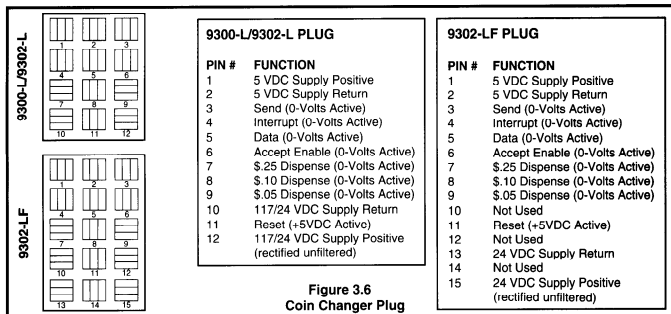 9300-L/9302-L
1 2 3
4 5 6
7 8 9
10 11 12
9302-LF
1 2 3
4 5 6
7 8 9
10 11 12
13 14 15
9300-L/9302-L PLUG
PIN # FUNCTION
1 5 VDC Supply Positive
2 5 VDC Supply Return
3 Send (0-Volts Active)
4 Interrupt (0-Volts Active)
5 Data (0-Volts Active)
6 Accept Enable (0-Volts Active)
7 $.25 Dispense (0-Volts Active)
8 $.10 Dispense (0-Volts Active)
9 $.05 Dispense (0-Volts Active)
10 117/24 VDC Supply Return
11 Reset (+5VDC Active)
12 117/24 VDC Supply Positive
(rectified unfiltered)
Figure 3.6
Coin Changer Plug
9302-LF PLUG
PIN # FUNCTION
1 5 VDC Supply Positive
2 5 VDC Supply Return
3 Send (0-Volts Active)
4 Interrupt (0-Volts Active)
5 Data (0-Volts Active)
6 Accept Enable (0-Volts Active)
7 $.25 Dispense (0-Volts Active)
8 $.10 Dispense (0-Volts Active)
9 $.05 Dispense (0-Volts Active)
10 Not Used
11 Reset (+5VDC Active)
12 Not Used
13 24 VDC Supply Return
14 Not Used
15 24 VDC Supply Positive
(rectified unfiltered)